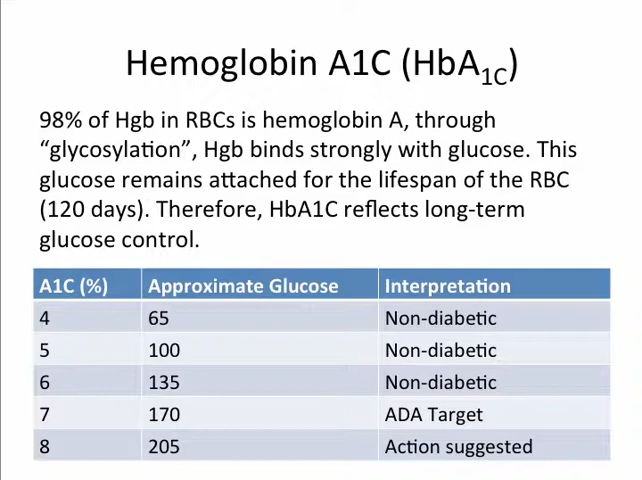 Hemoglobin A1C (HbA1C)
98% of Hgb in RBCs is hemoglobin A, through
“glycosylation”, Hgb binds strongly with glucose. This
glucose remains attached for the lifespan of the RBC
(120 days). Therefore, HbA1C reflects long-term
glucose control.
A1C (%) Approximate Glucose Interpretation
4 65 Non-diabetic
5 100 Non-diabetic
6 135 Non-diabetic
7 170 ADA Target
8 205 Action suggested